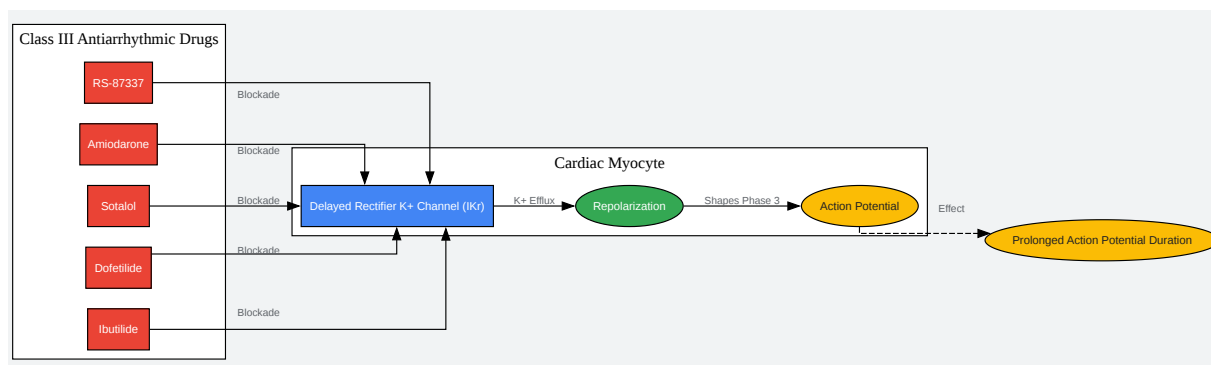 Class III Antiarrhythmic Drugs
RS-87337
Blockade
Amiodarone
Blockade
Cardiac Myocyte
Sotalol
Blockade
Delayed Rectifier K+ Channel (IKr)
K+ Efflux
Repolarization
Shapes Phase 3
Action Potential
Effect
Prolonged Action Potential Duration
Dofetilide
Blockade
Ibutilide
Blockade